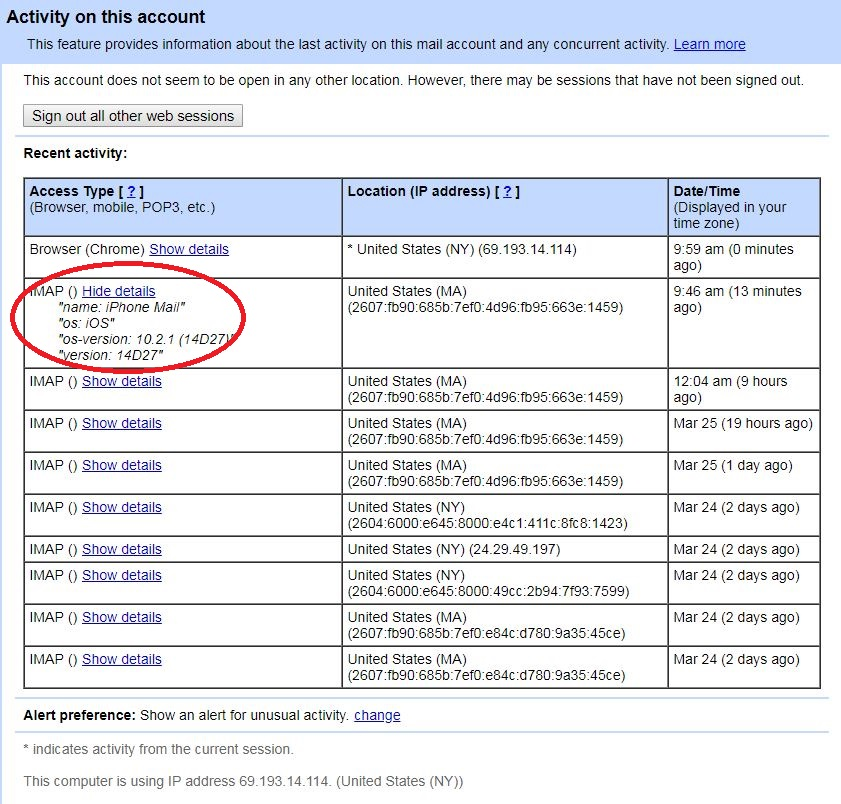 Activity on this account
This feature provides information about the last activity on this mail account and any concurrent activity. Learn more
This account does not seem to be open in any other location. However, there may be sessions that have not been signed out.
Sign out all other web sessions
Recent activity:
Access Type [ ? ]
(Browser, mobile, POP3, etc.)
Location (IP address) [ ? ]
Date/Time
(Displayed in your
time zone)
Browser (Chrome) Show details
* United States (NY) (69.193.14.114)
9:59 am (0 minutes
ago)
IMAP () Hide details
"name: iPhone Mail"
"os: iOS"
"os-version: 10.2.1 (14D27)"
"version: 14D27"
United States (MA)
(2607:fb90:685b:7ef0:4d96:fb95:663e:1459)
9:46 am (13 minutes
ago)
IMAP () Show details
United States (MA)
(2607:fb90:685b:7ef0:4d96:fb95:663e:1459)
12:04 am (9 hours
ago)
IMAP () Show details
United States (MA)
(2607:fb90:685b:7ef0:4d96:fb95:663e:1459)
Mar 25 (19 hours ago)
IMAP () Show details
United States (MA)
(2607:fb90:685b:7ef0:4d96:fb95:663e:1459)
Mar 25 (1 day ago)
IMAP () Show details
United States (NY)
(2604:6000:e645:8000:e4c1:411c:8fc8:1423)
Mar 24 (2 days ago)
IMAP () Show details
United States (NY) (24.29.49.197)
Mar 24 (2 days ago)
IMAP () Show details
United States (NY)
(2604:6000:e645:8000:49cc:2b94:7f93:7599)
Mar 24 (2 days ago)
IMAP () Show details
United States (MA)
(2607:fb90:685b:7ef0:e84c:d780:9a35:45ce)
Mar 24 (2 days ago)
IMAP () Show details
United States (MA)
(2607:fb90:685b:7ef0:e84c:d780:9a35:45ce)
Mar 24 (2 days ago)
Alert preference: Show an alert for unusual activity. change
* indicates activity from the current session.
This computer is using IP address 69.193.14.114. (United States (NY))